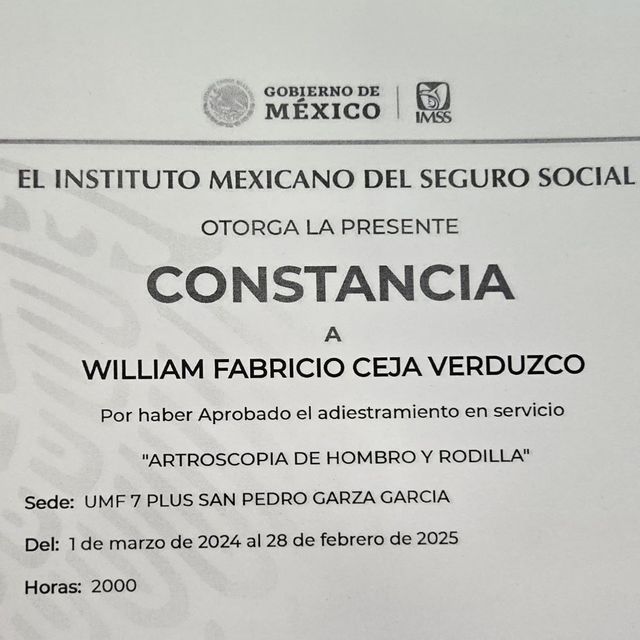 GOBIERNO DE
MÉXICO
IMSS
EL INSTITUTO MEXICANO DEL SEGURO SOCIAL
OTORGA LA PRESENTE
CONSTANCIA
A
WILLIAM FABRICIO CEJA VERDUZCO
Por haber Aprobado el adiestramiento en servicio
"ARTROSCOPIA DE HOMBRO Y RODILLA"
Sede: UMF 7 PLUS SAN PEDRO GARZA GARCIA
Del: 1 de marzo de 2024 al 28 de febrero de 2025
Horas: 2000